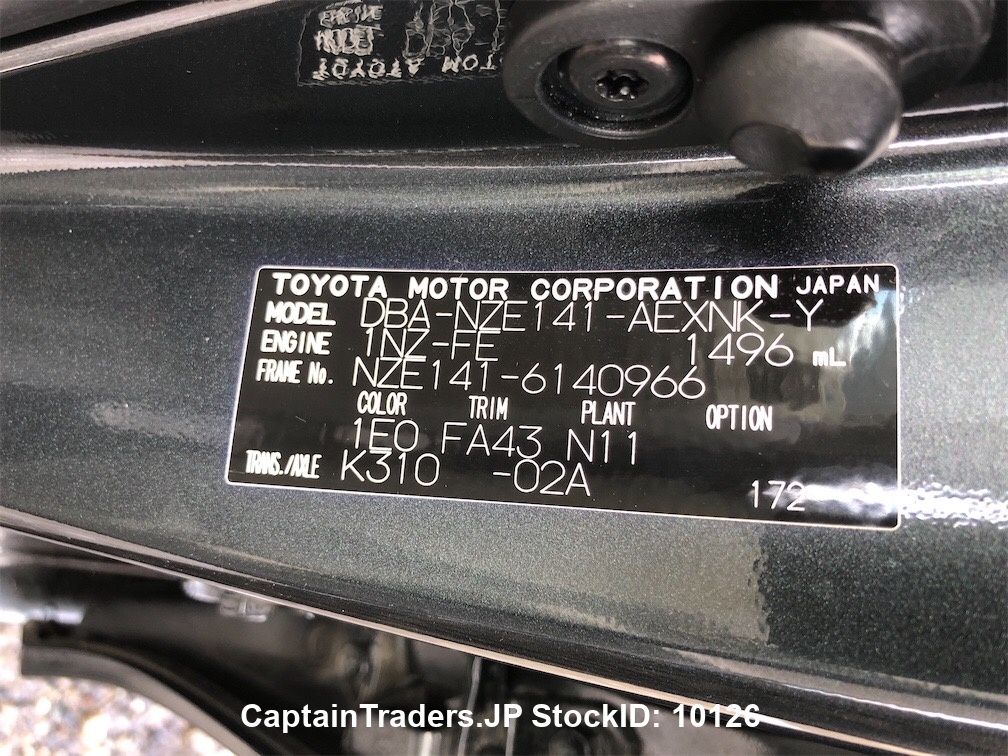 TOYOTA MOTOR CORPORATION JAPAN
MODEL DBA-NZE141-AEXNK-Y
ENGINE 1NZ-FE 1496 mL
FRAME No. NZE141-6140966
COLOR TRIM PLANT OPTION
1E0 FA43 N11
TRANS./AXLE K310 -02A
172
CaptainTraders.JP StockID: 10126